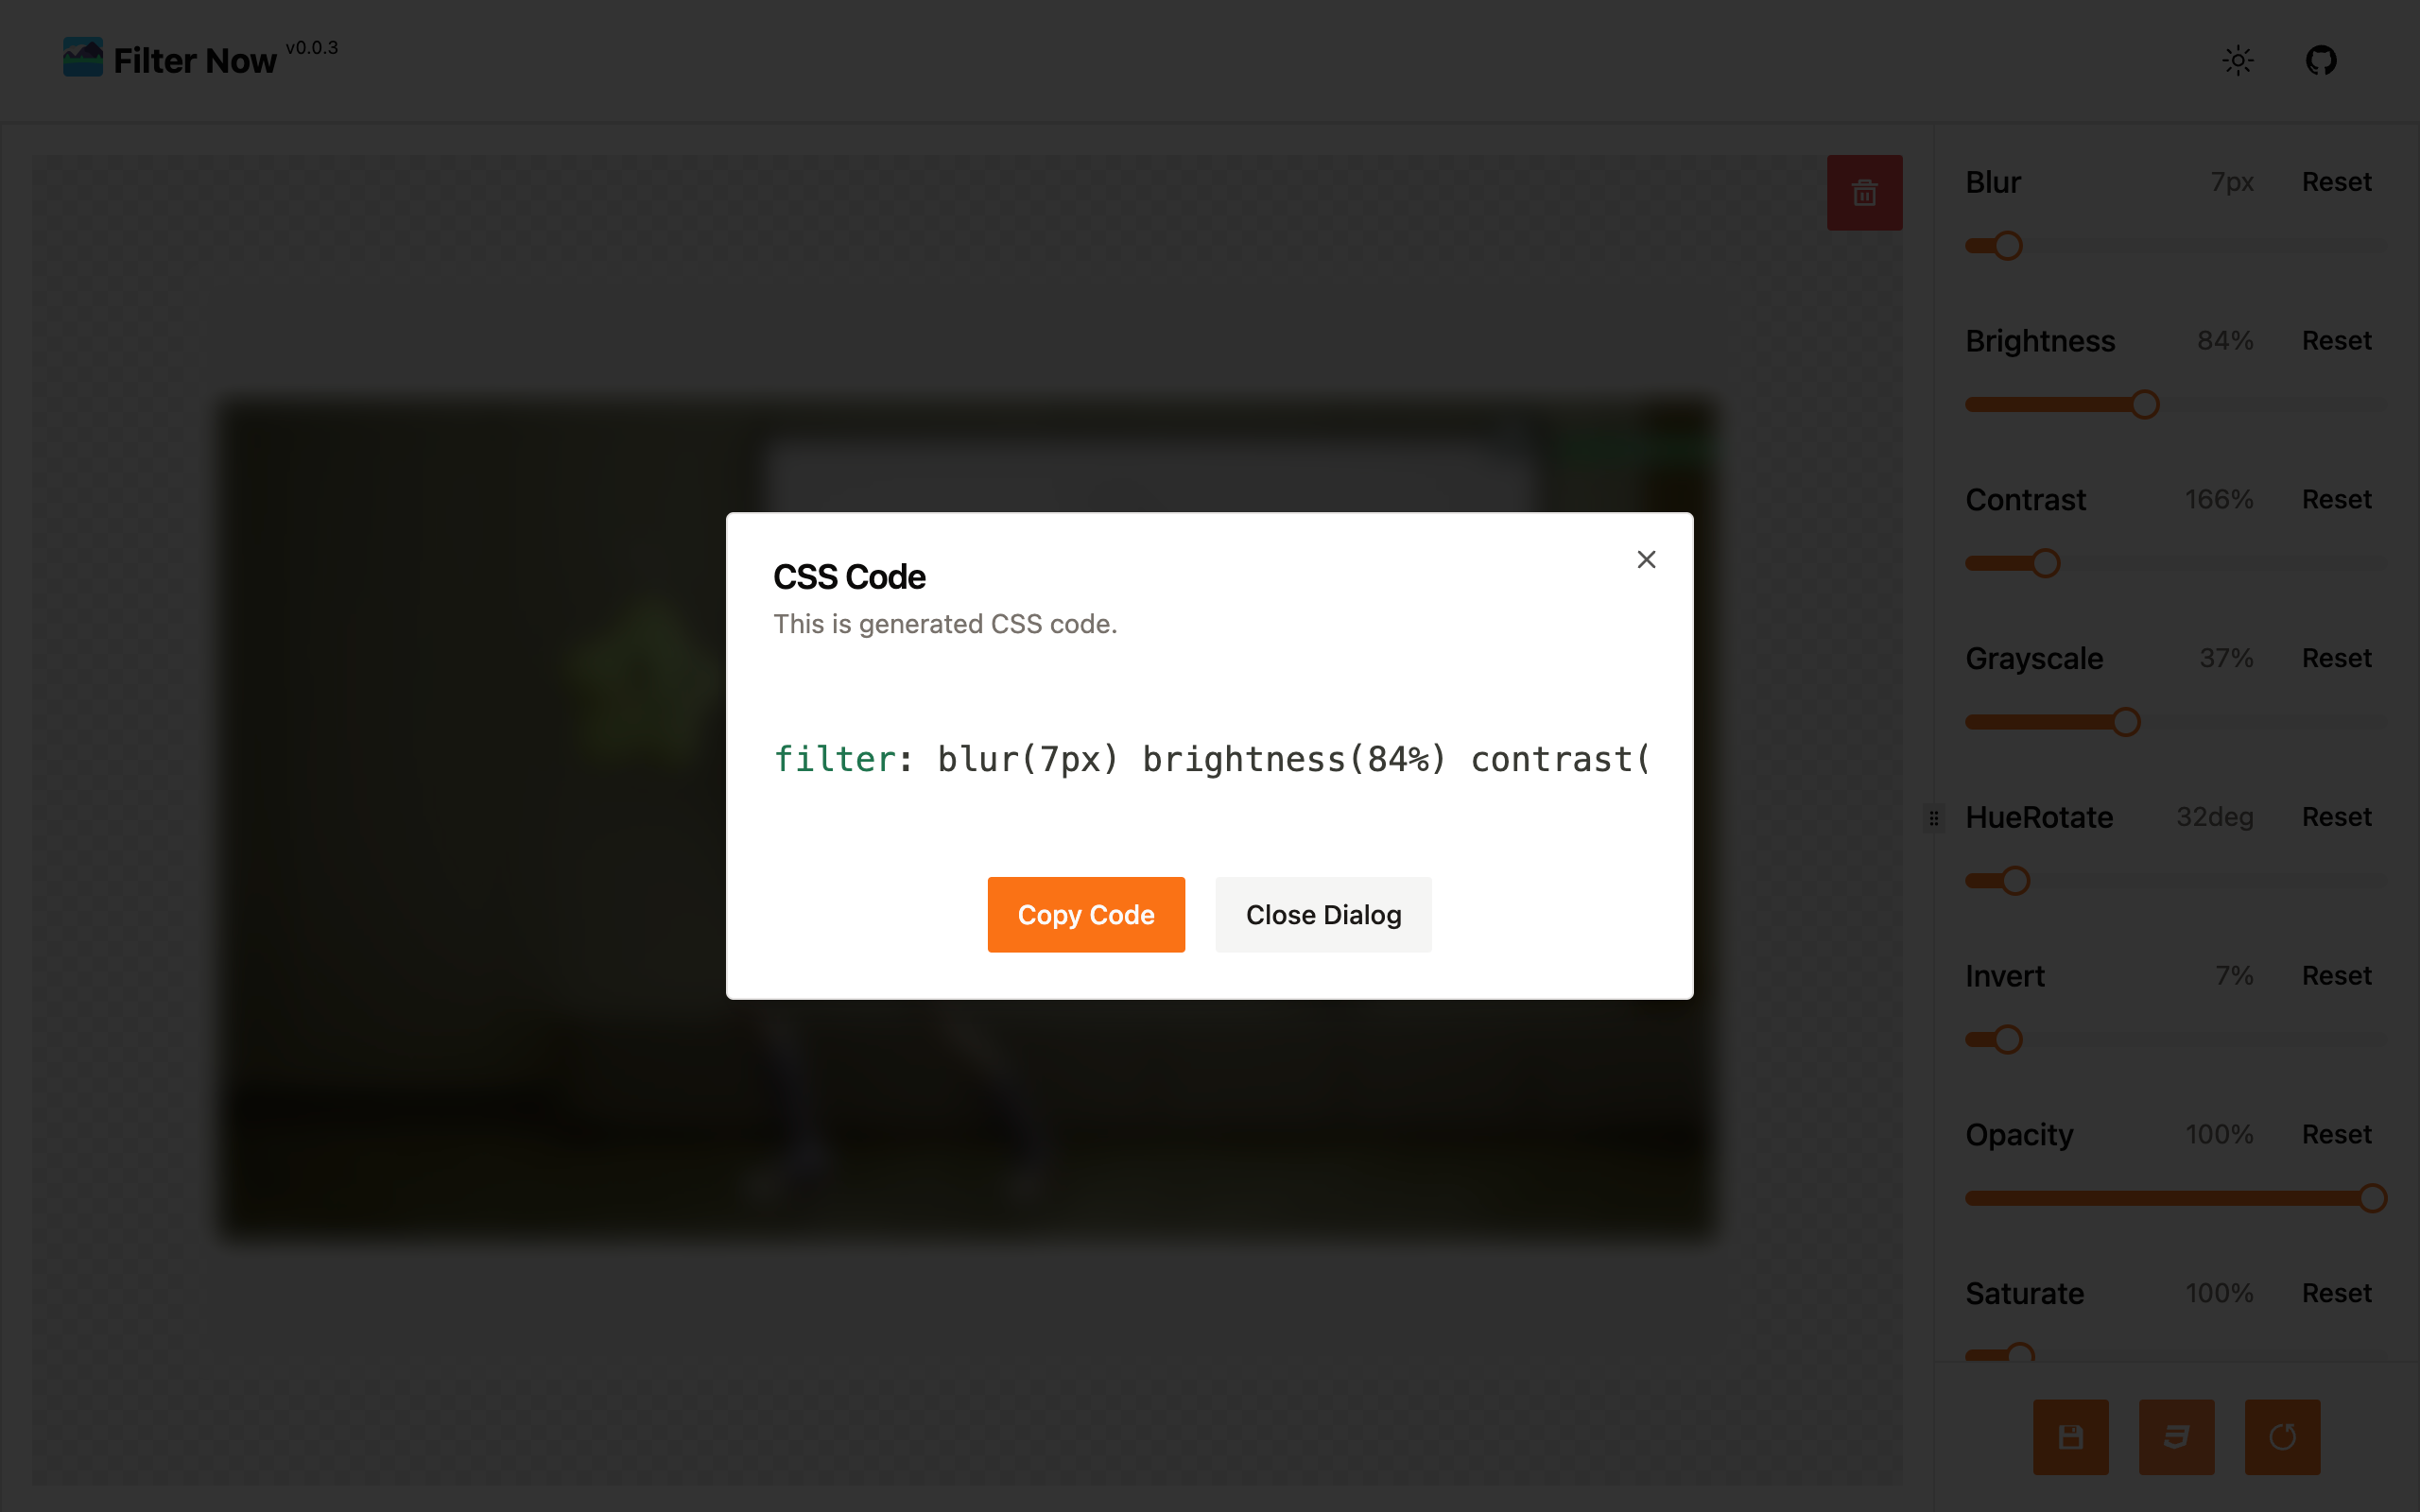 Filter Now v0.0.3
Blur 7px Reset
Brightness 84% Reset
Contrast 166% Reset
Grayscale 37% Reset
HueRotate 32deg Reset
Invert 7% Reset
Opacity 100% Reset
Saturate 100% Reset
CSS Code
This is generated CSS code.
filter: blur(7px) brightness(84%) contrast(
Copy Code
Close Dialog